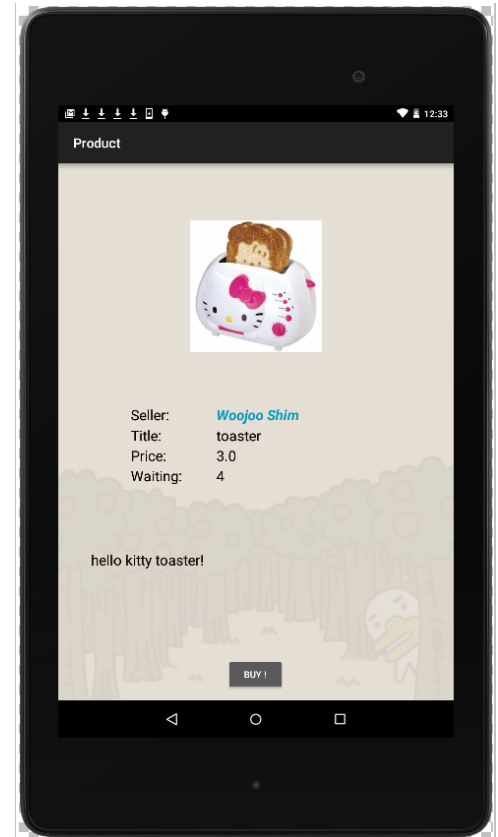 12:33
Product
Seller: Woojoo Shim
Title: toaster
Price: 3.0
Waiting: 4
hello kitty toaster!
BUY !